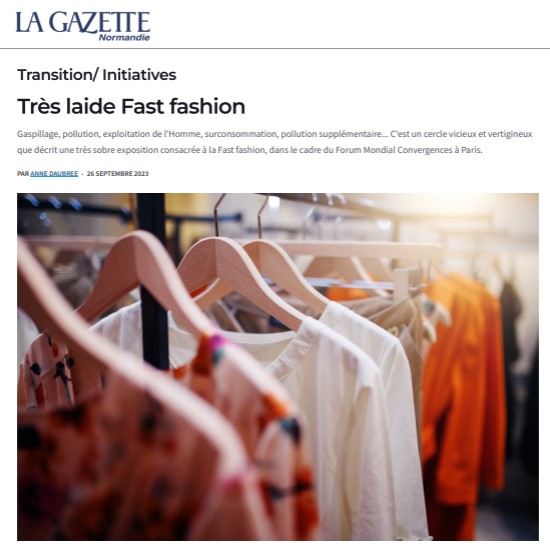 LA GAZETTE
Normandie
Transition/ Initiatives
Très laide Fast fashion
Gaspillage, pollution, exploitation de l'Homme, surconsommation, pollution supplémentaire... C'est un cercle vicieux et vertigineux
que décrit une très sobre exposition consacrée à la Fast fashion, dans le cadre du Forum Mondial Convergences à Paris.
PAR ANNE DAUBREE - 26 SEPTEMBRE 2023